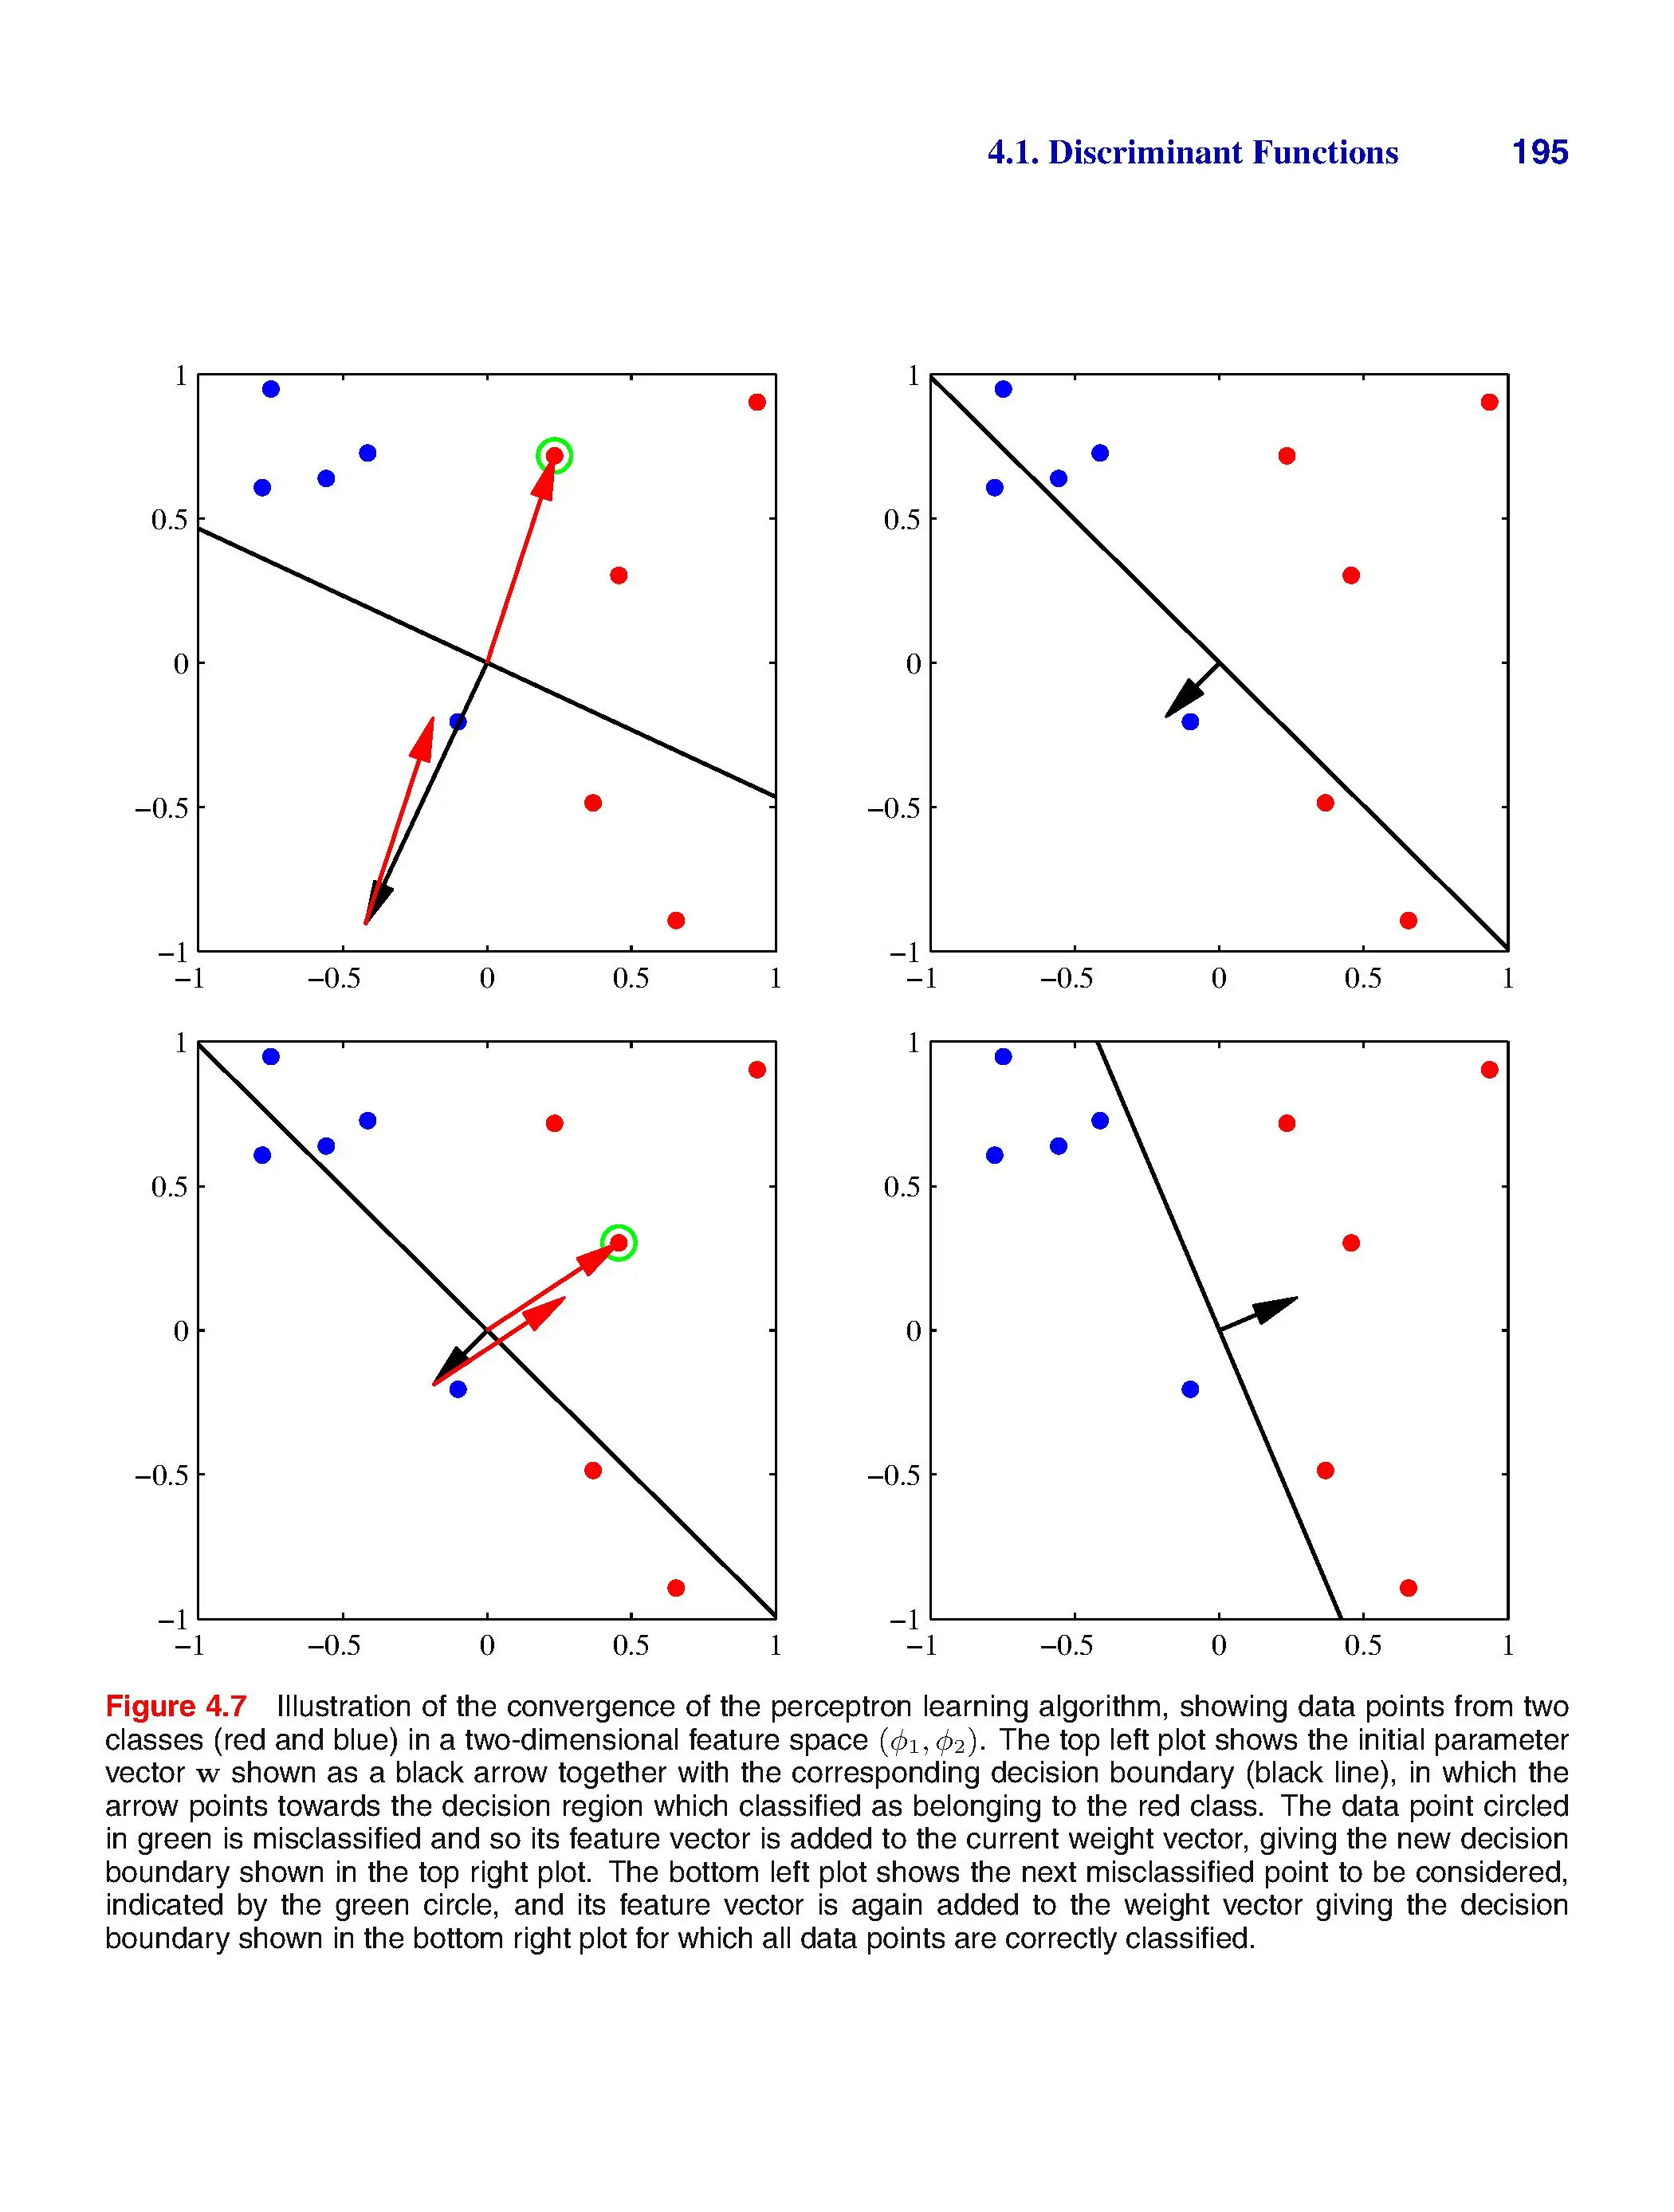 4.1. Discriminant Functions 195
1
0.5
0
−0.5
−1
−1 −0.5 0 0.5 1
1
0.5
0
−0.5
−1
−1 −0.5 0 0.5 1
1
0.5
0
−0.5
−1
−1 −0.5 0 0.5 1
1
0.5
0
−0.5
−1
−1 −0.5 0 0.5 1
Figure 4.7 Illustration of the convergence of the perceptron learning algorithm, showing data points from two
classes (red and blue) in a two-dimensional feature space (ϕ₁, ϕ₂). The top left plot shows the initial parameter
vector w shown as a black arrow together with the corresponding decision boundary (black line), in which the
arrow points towards the decision region which classified as belonging to the red class. The data point circled
in green is misclassified and so its feature vector is added to the current weight vector, giving the new decision
boundary shown in the top right plot. The bottom left plot shows the next misclassified point to be considered,
indicated by the green circle, and its feature vector is again added to the weight vector giving the decision
boundary shown in the bottom right plot for which all data points are correctly classified.